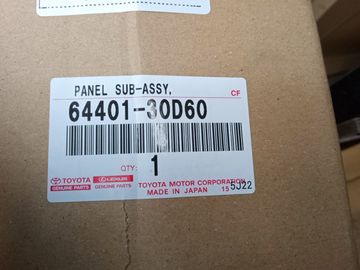 PANEL SUB-ASSY,
CF
64401-30D60
QTY: 1
TOYOTA LEXUS
GENUINE PARTS GENUINE PARTS
TOYOTA MOTOR CORPORATION
MADE IN JAPAN 15 5J22